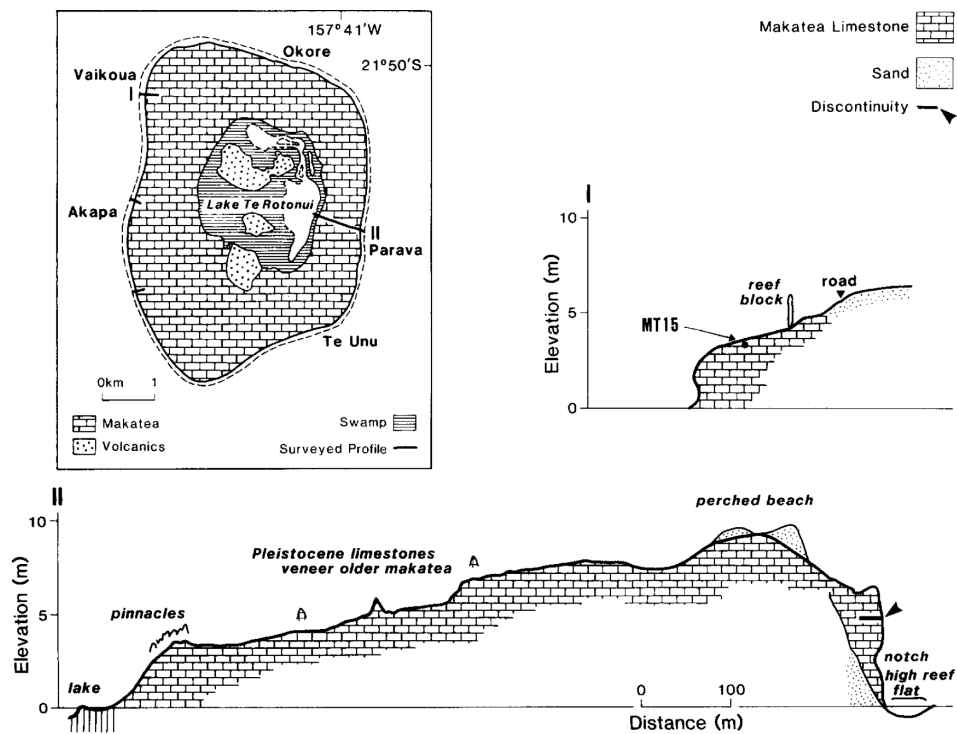 157°41'W
Okore
21°50'S
Vaikoua
I
Akapa
Lake Te Rotonui
II
Parava
Te Unu
0km 1
Makatea
Volcanics
Swamp
Surveyed Profile
Makatea Limestone
Sand
Discontinuity
I
10
5
0
Elevation (m)
MT15
reef
block
road
II
10
5
0
Elevation (m)
lake
pinnacles
Pleistocene limestones
veneer older makatea
perched beach
notch
high reef
flat
0 100
Distance (m)